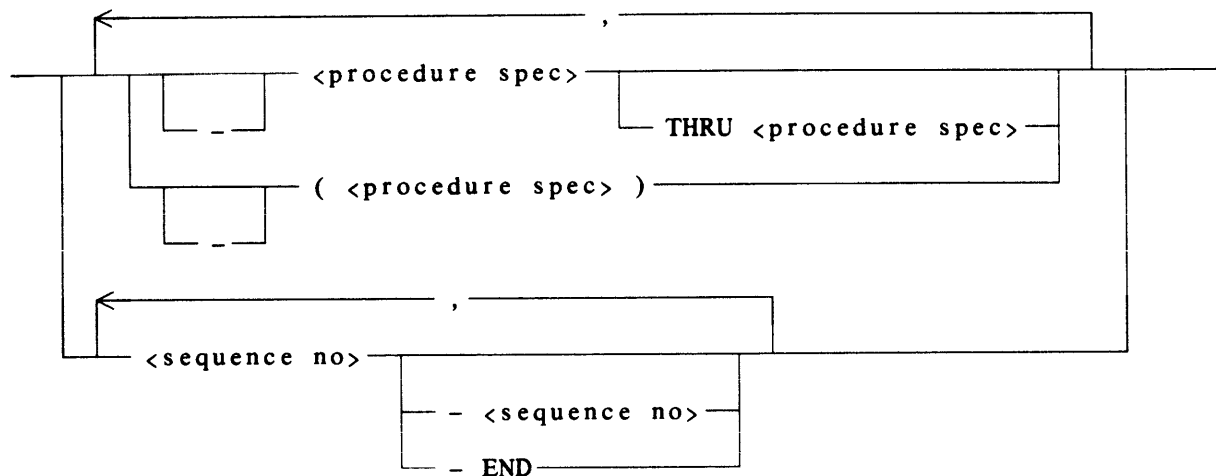 ,
<procedure spec>
- THRU <procedure spec>
( <procedure spec> )
-
,
<sequence no>
- <sequence no>
- END